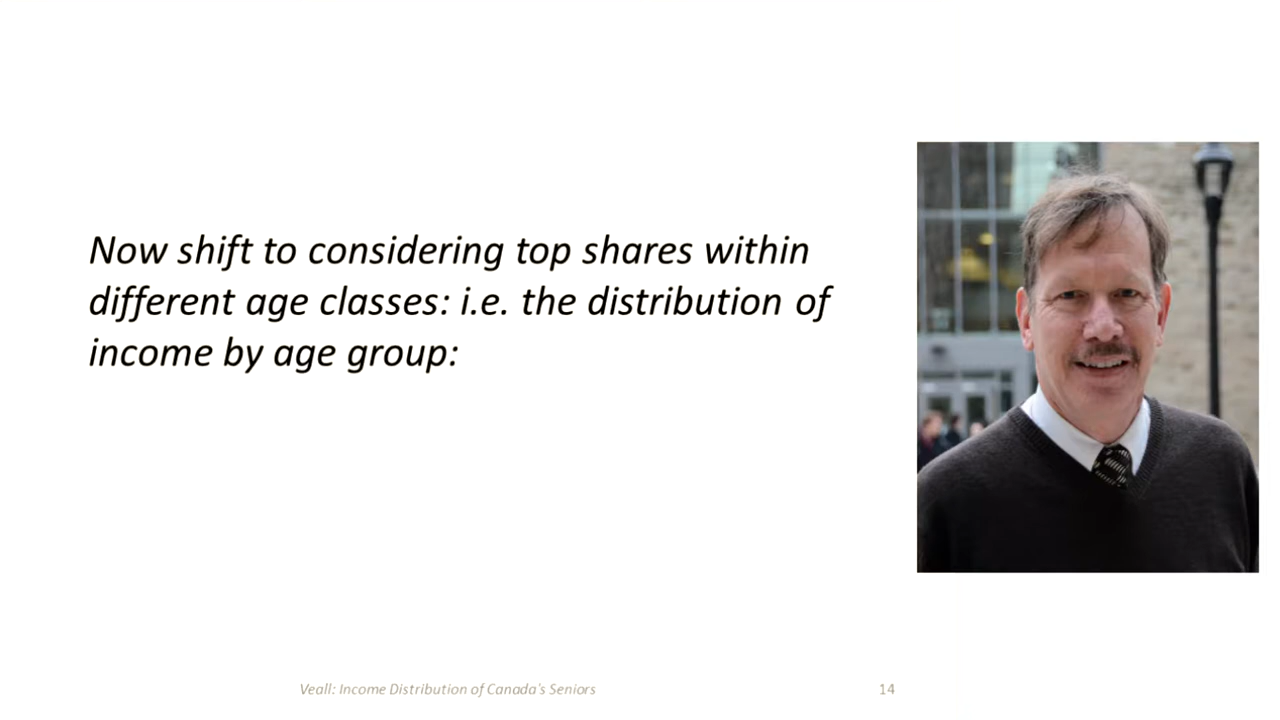 Now shift to considering top shares within
different age classes: i.e. the distribution of
income by age group:
Veall: Income Distribution of Canada's Seniors
14